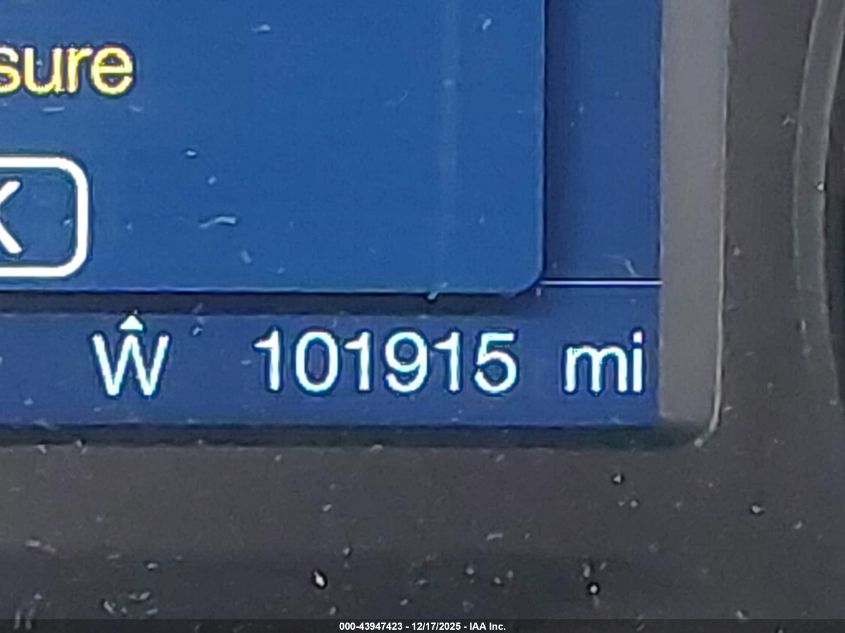 sure
K
W 101915 mi
000-43947423 - 12/17/2025 - IAA Inc.